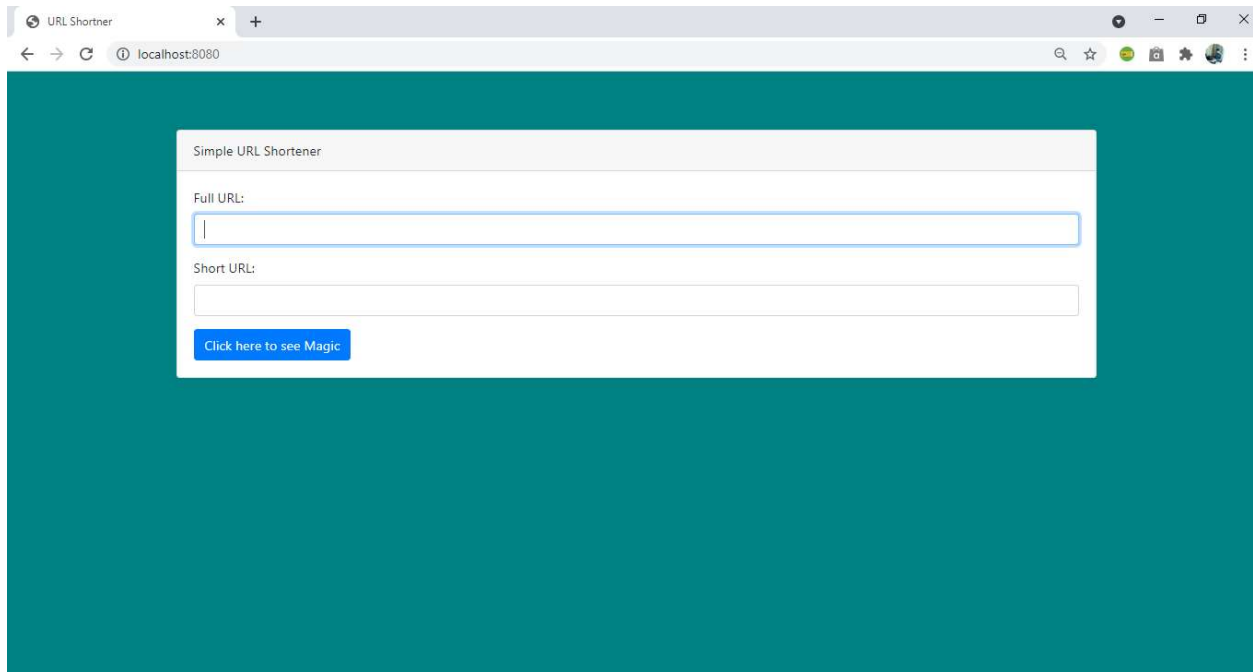 URL Shortner
localhost:8080
Simple URL Shortener
Full URL:
Short URL:
Click here to see Magic